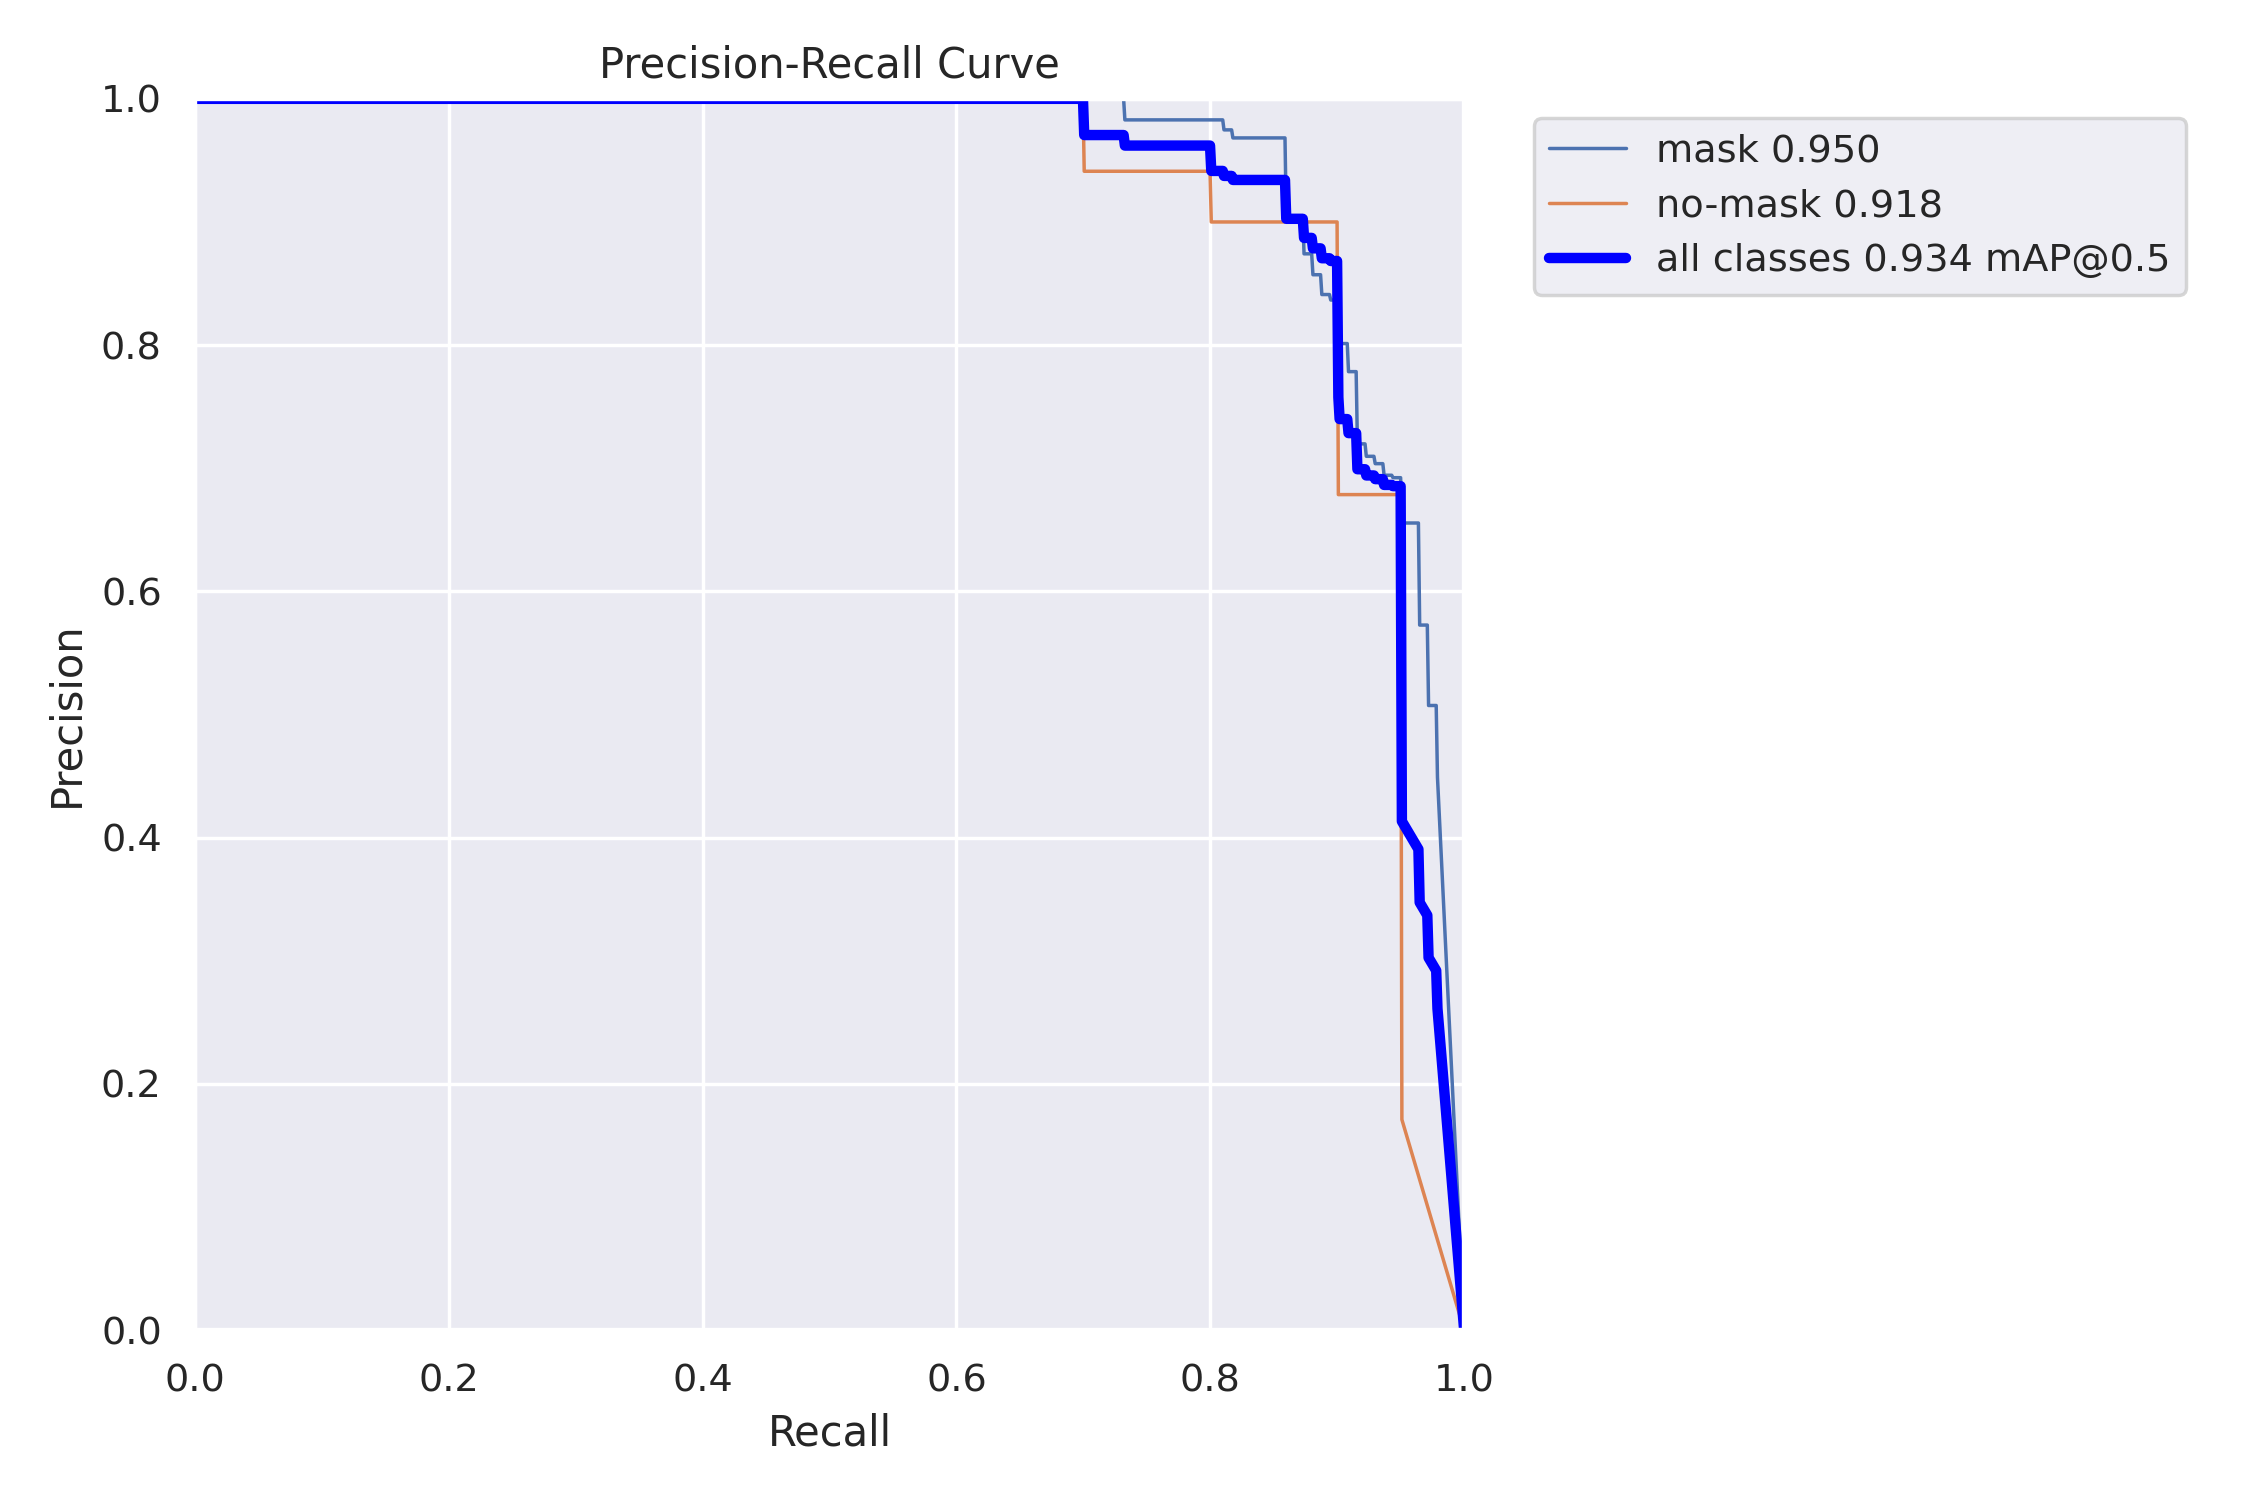 Precision-Recall Curve
1.0
0.8
0.6
0.4
0.2
0.0
Precision
0.0 0.2 0.4 0.6 0.8 1.0
Recall
mask 0.950
no-mask 0.918
all classes 0.934 mAP@0.5